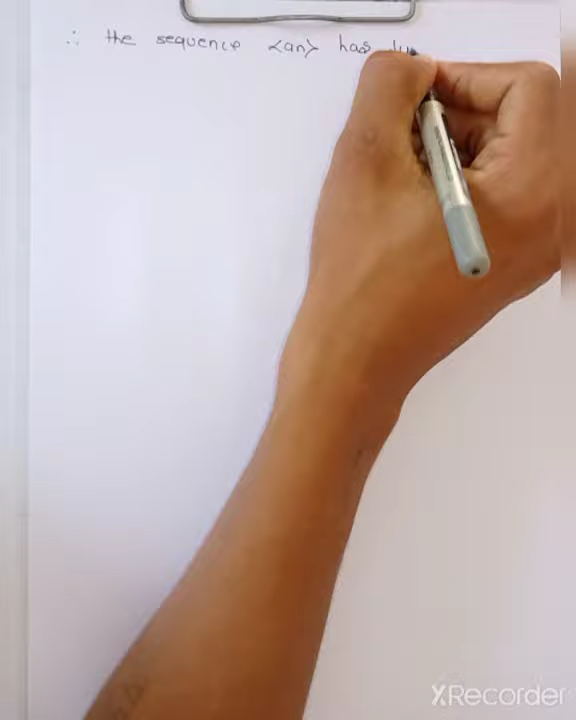 ∴ the sequence <an> has
XRecorder